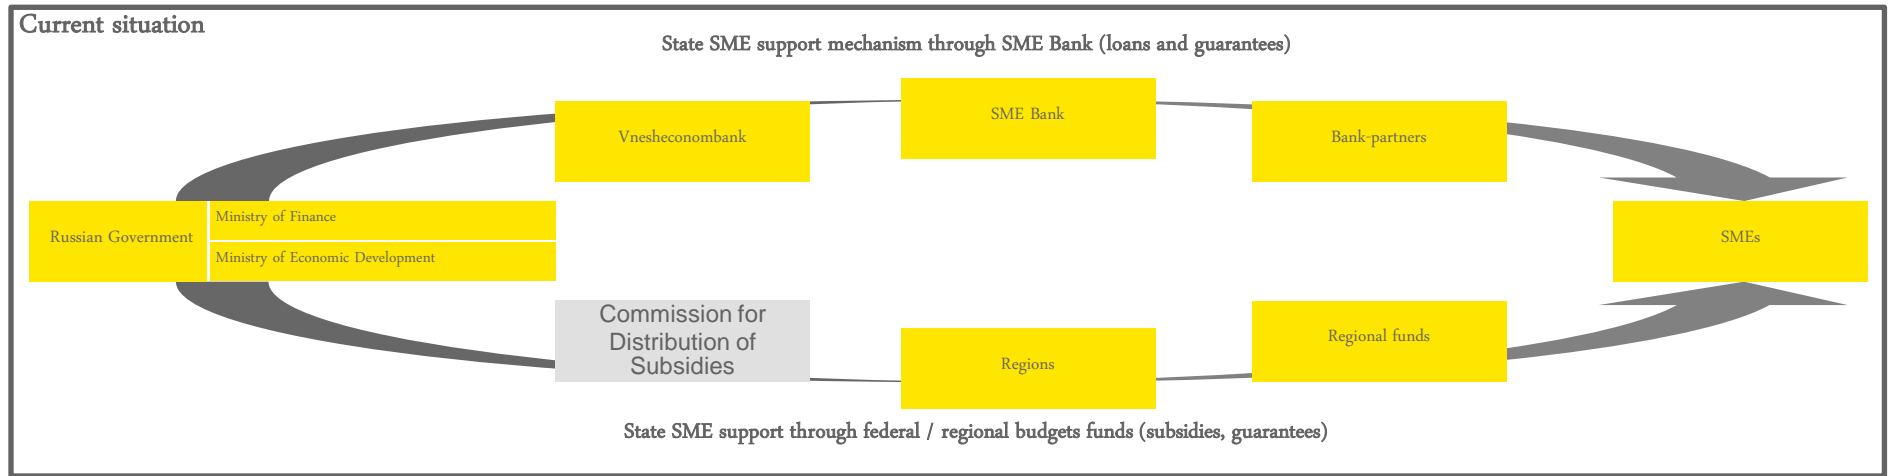 Current situation
State SME support mechanism through SME Bank (loans and guarantees)
SME Bank
Vnesheconombank
Bank-partners
Russian Government
Ministry of Finance
Ministry of Economic Development
SMEs
Commission for
Distribution of
Subsidies
Regions
Regional funds
State SME support through federal / regional budgets funds (subsidies, guarantees)